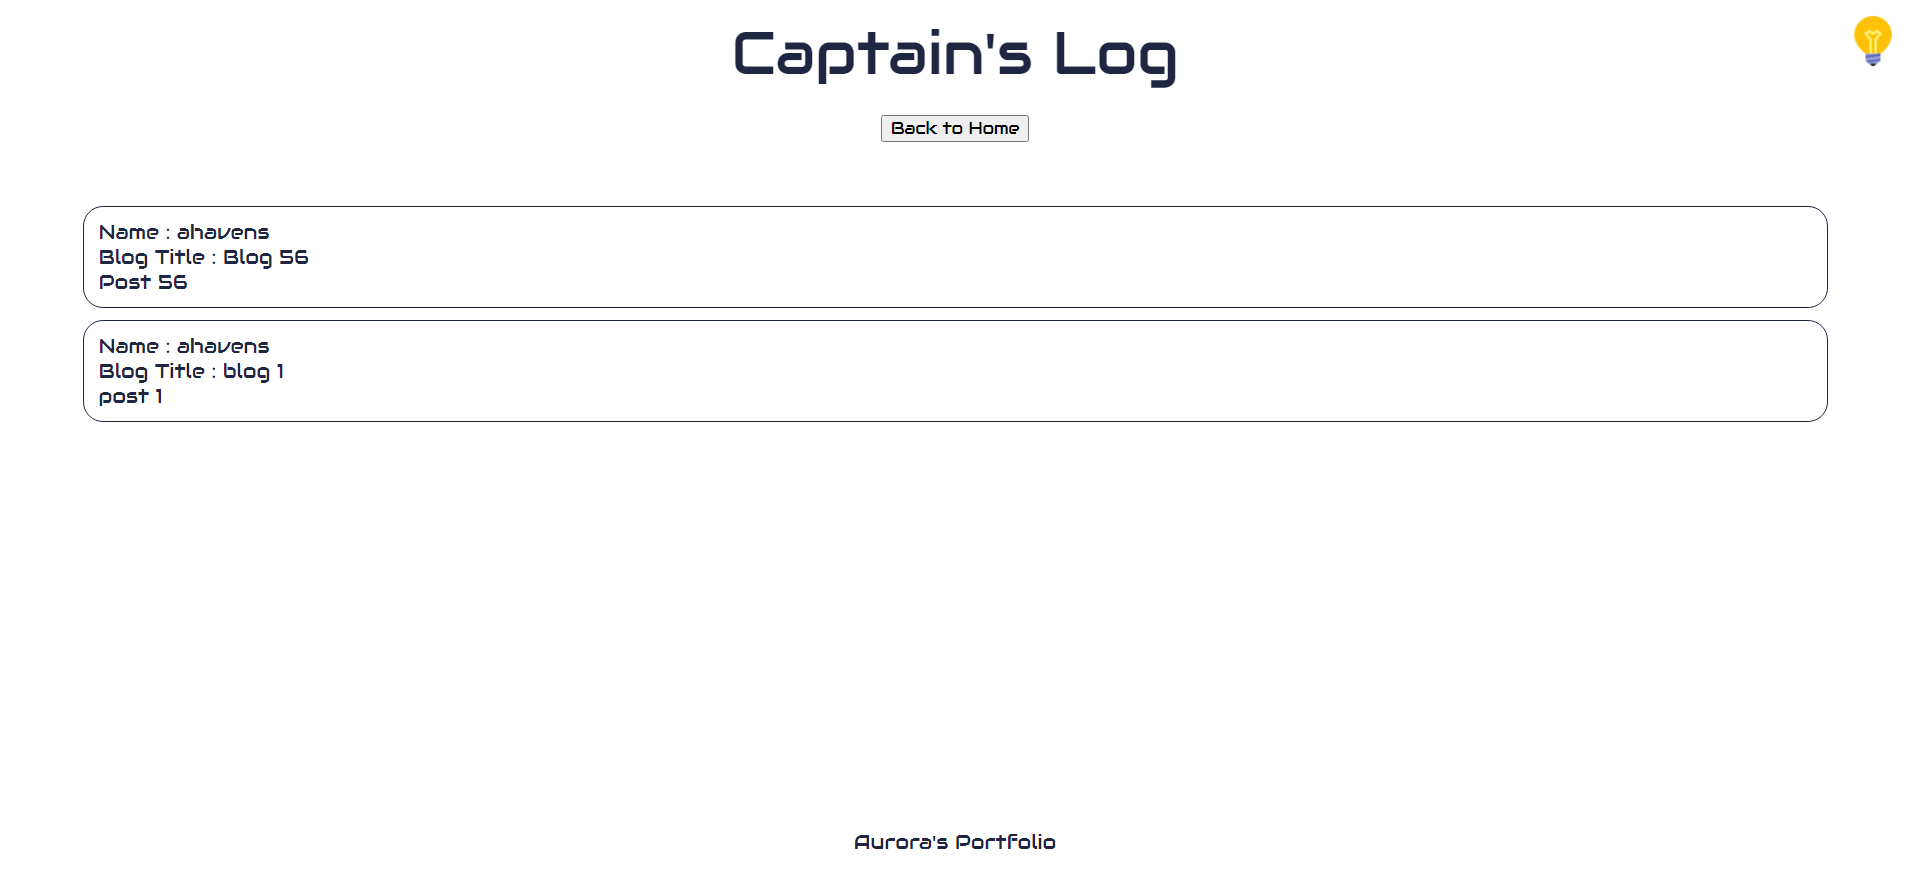 Captain's Log
Back to Home
Name : ahavens
Blog Title : Blog 56
Post 56
Name : ahavens
Blog Title : blog 1
post 1
Aurora's Portfolio